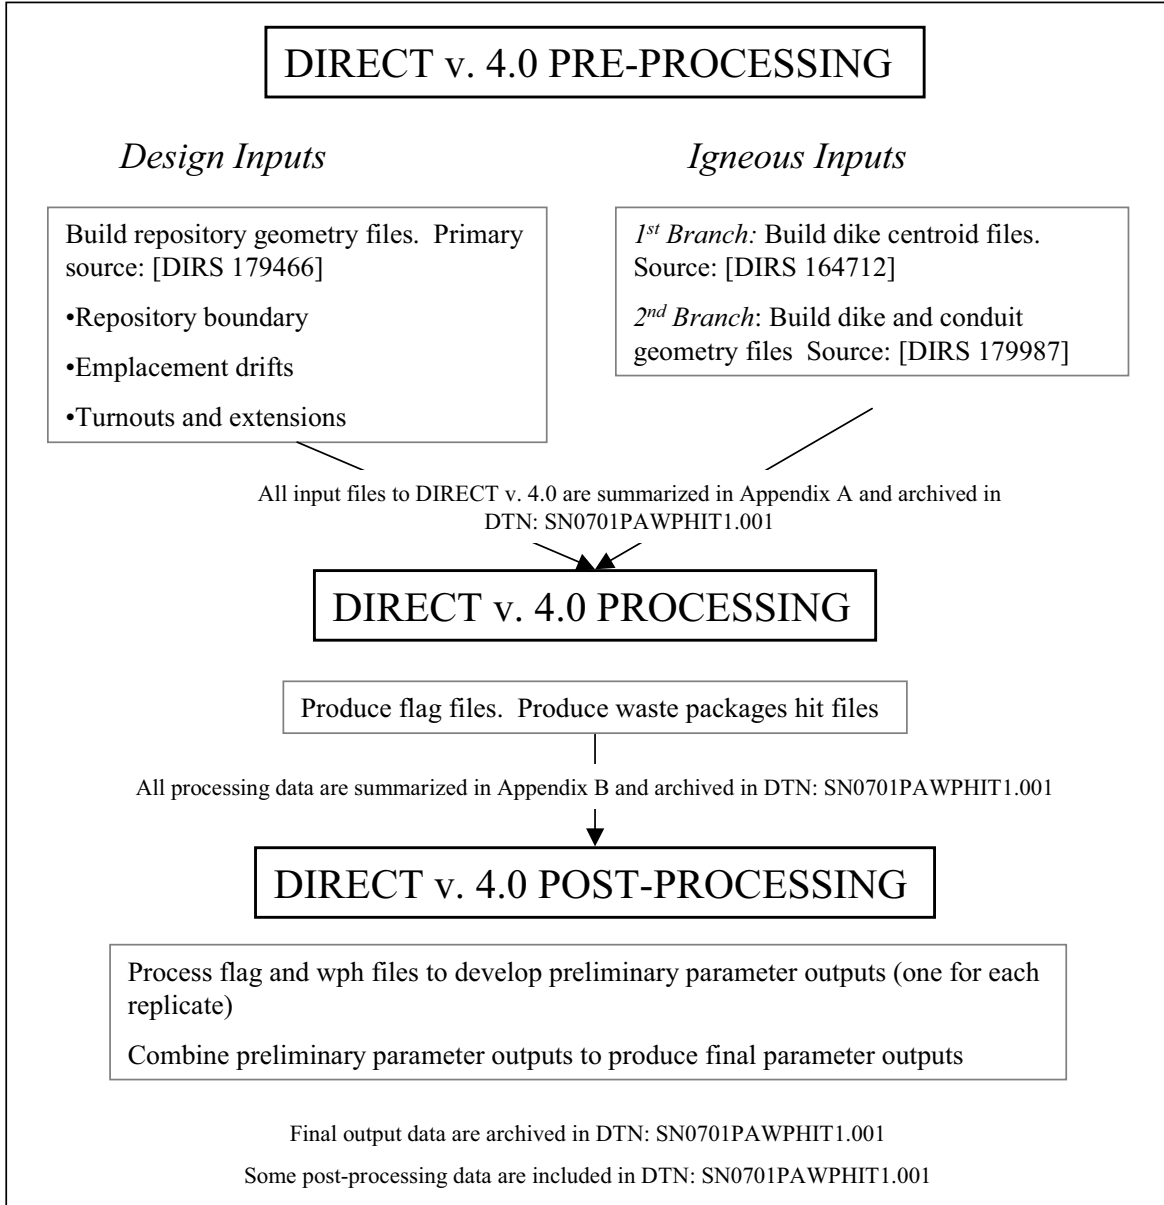 DIRECT v. 4.0 PRE-PROCESSING
Design Inputs
Build repository geometry files.  Primary
source: [DIRS 179466]
•Repository boundary
•Emplacement drifts
•Turnouts and extensions
Igneous Inputs
1st Branch: Build dike centroid files.
Source: [DIRS 164712]
2nd Branch: Build dike and conduit
geometry files  Source: [DIRS 179987]
All input files to DIRECT v. 4.0 are summarized in Appendix A and archived in
DTN: SN0701PAWPHIT1.001
DIRECT v. 4.0 PROCESSING
Produce flag files.  Produce waste packages hit files
All processing data are summarized in Appendix B and archived in DTN: SN0701PAWPHIT1.001
DIRECT v. 4.0 POST-PROCESSING
Process flag and wph files to develop preliminary parameter outputs (one for each
replicate)
Combine preliminary parameter outputs to produce final parameter outputs
Final output data are archived in DTN: SN0701PAWPHIT1.001
Some post-processing data are included in DTN: SN0701PAWPHIT1.001